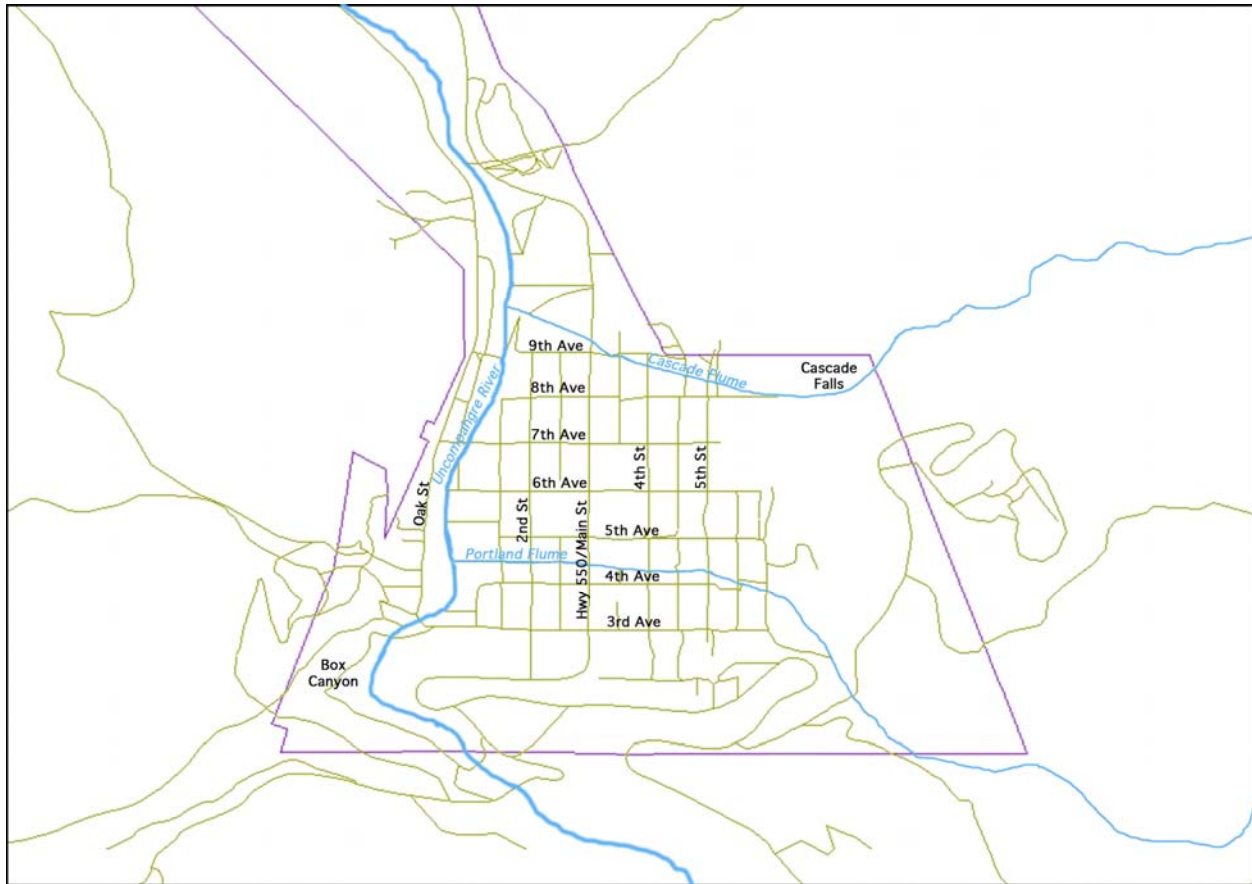 9th Ave
Cascade Flume
Cascade
Falls
8th Ave
Uncompahgre River
7th Ave
4th St
5th St
6th Ave
Oak St
2nd St
Hwy 550/Main St
5th Ave
Portland Flume
4th Ave
3rd Ave
Box
Canyon